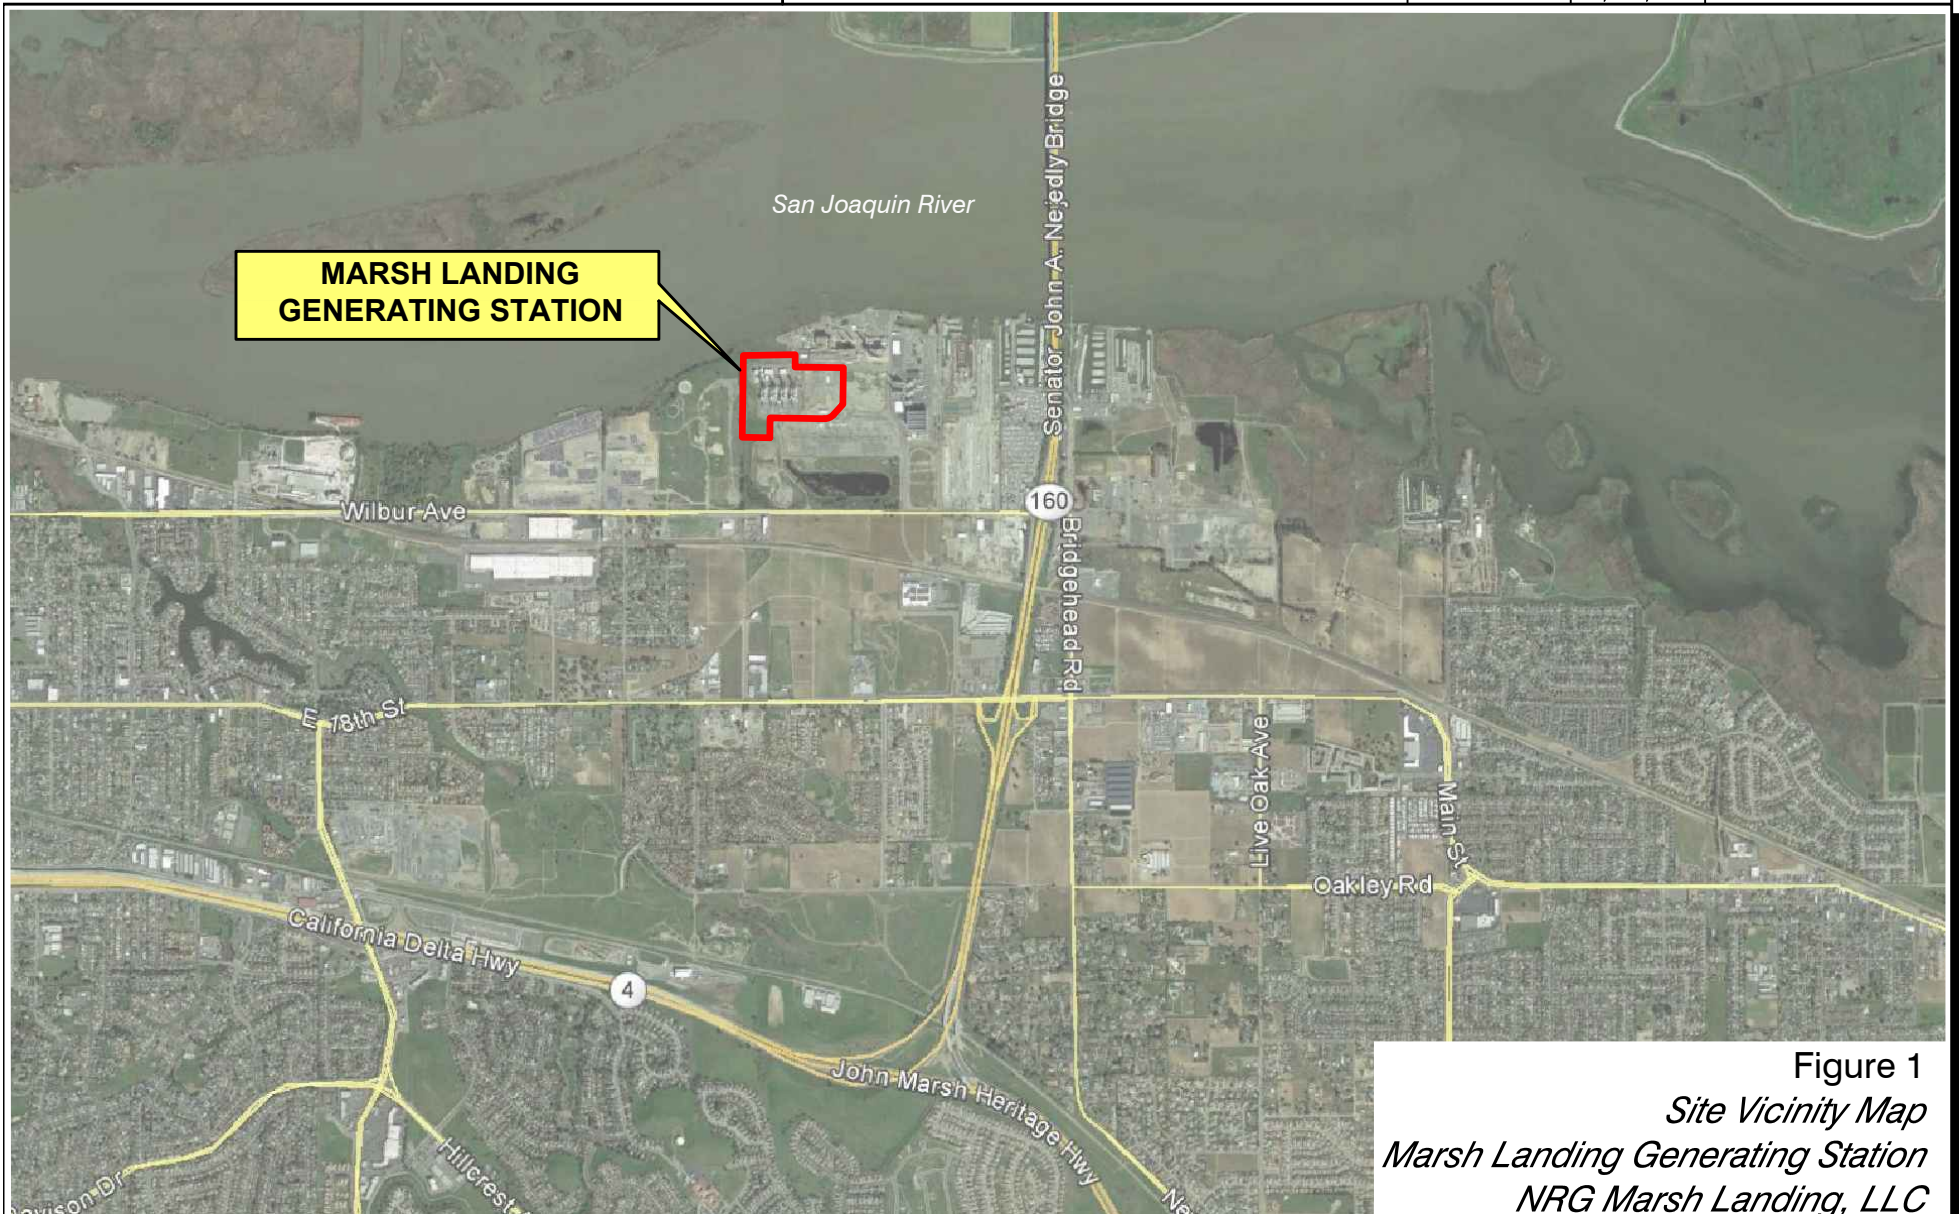 San Joaquin River
Senator John A. Nejedly Bridge
MARSH LANDING
GENERATING STATION
Wilbur Ave
160
Bridgehead Rd
E 18th St
Live Oak Ave
Main St
Oakley Rd
California Delta Hwy
4
John Marsh Heritage Hwy
Hillcrest
Figure 1
Site Vicinity Map
Marsh Landing Generating Station
NRG Marsh Landing, LLC